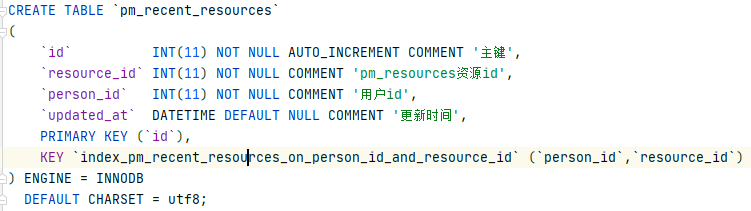 CREATE TABLE `pm_recent_resources`
(
    `id`          INT(11) NOT NULL AUTO_INCREMENT COMMENT '主键',
    `resource_id` INT(11) NOT NULL COMMENT 'pm_resources资源id',
    `person_id`   INT(11) NOT NULL COMMENT '用户id',
    `updated_at`  DATETIME DEFAULT NULL COMMENT '更新时间',
    PRIMARY KEY (`id`),
    KEY `index_pm_recent_resources_on_person_id_and_resource_id` (`person_id`,`resource_id`)
) ENGINE = INNODB
  DEFAULT CHARSET = utf8;